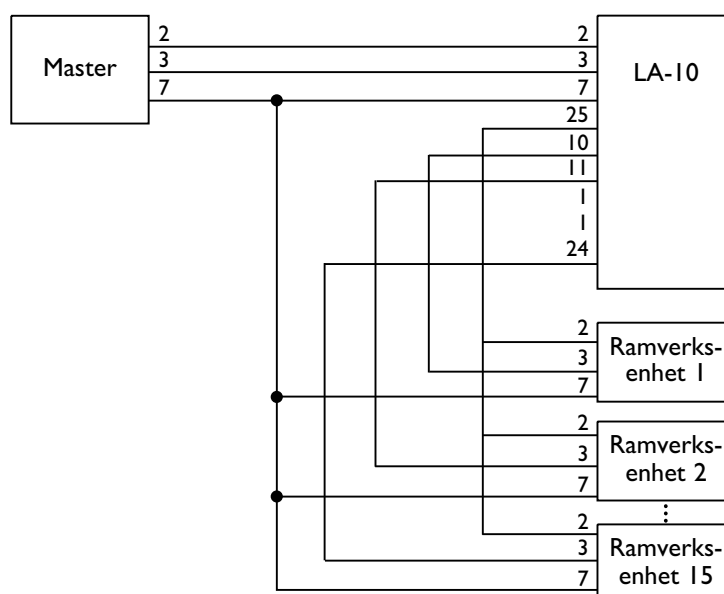 2 2
Master 3 3 LA-10
7 7
25
10
11
1
1
24
2
Ramverks-
3
enhet 1
7
2
Ramverks-
3
enhet 2
7
2
Ramverks-
3
enhet 15
7